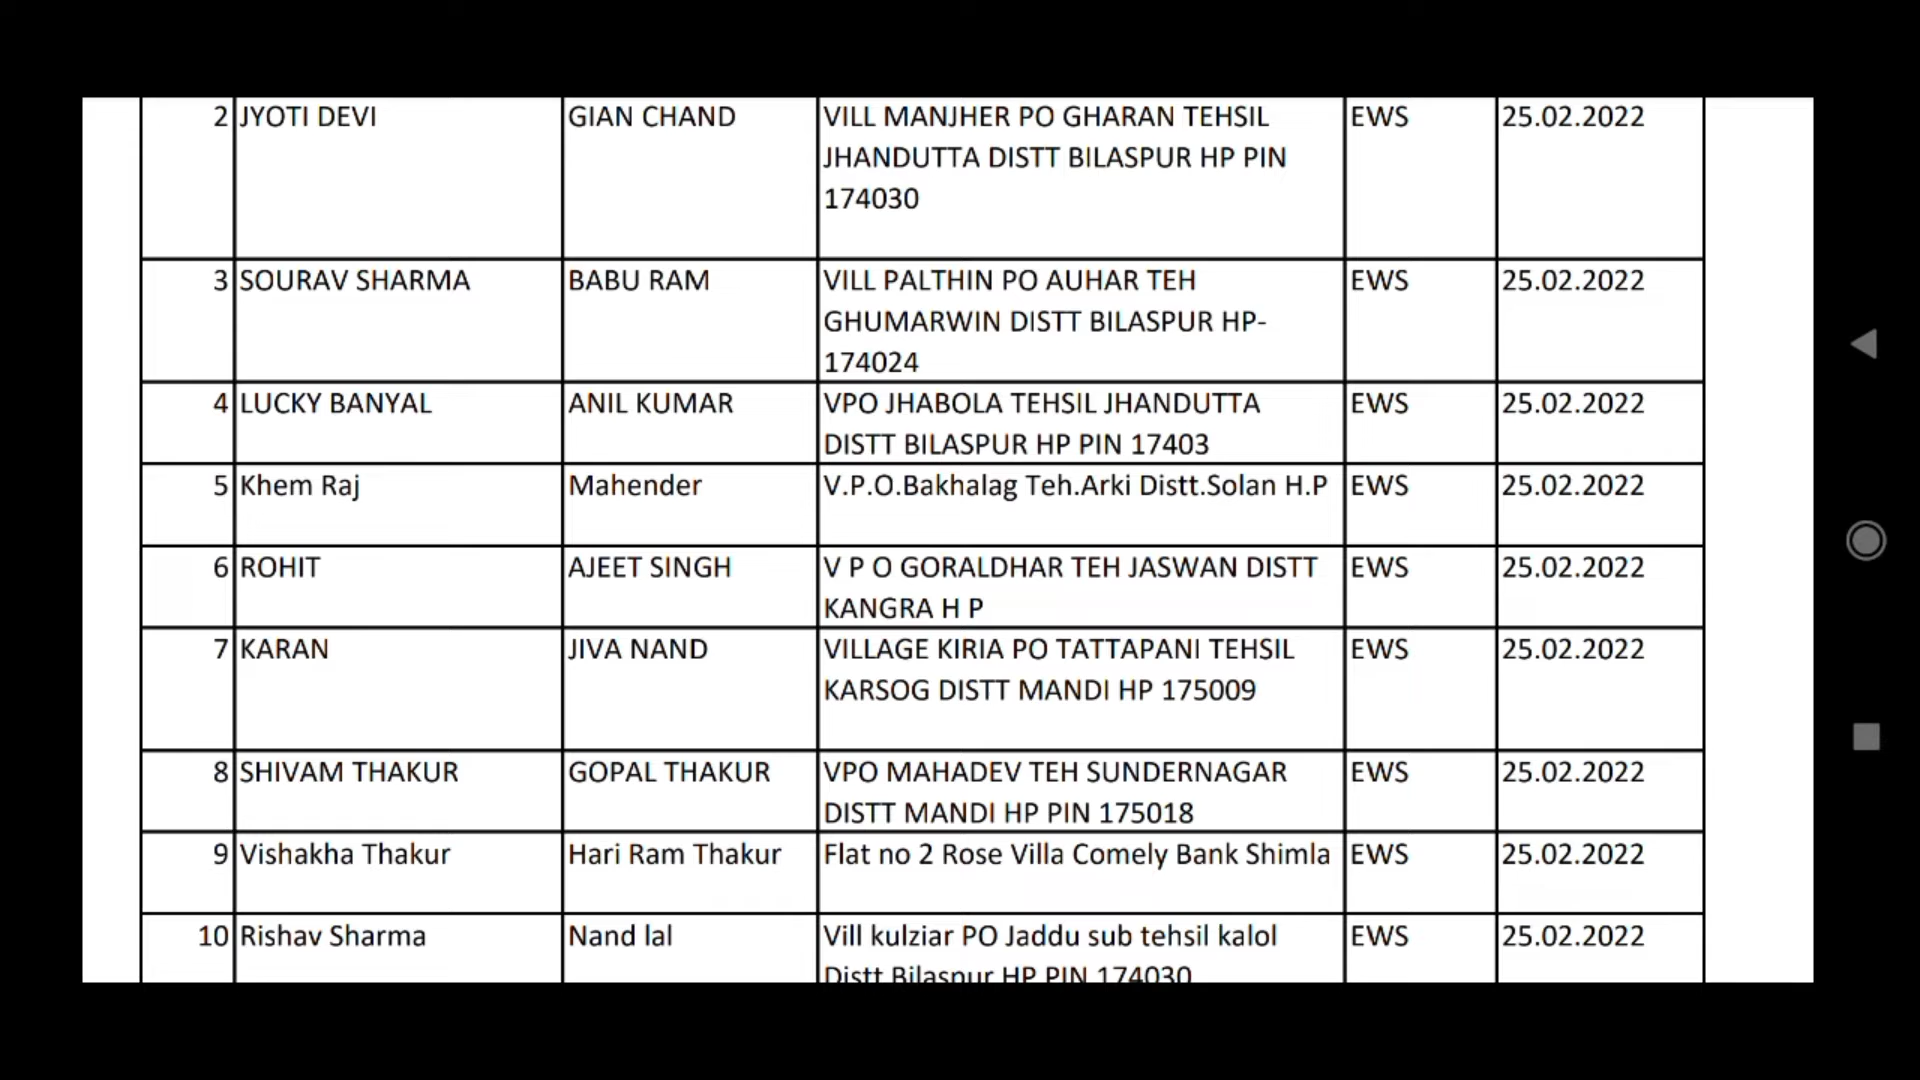 2 JYOTI DEVI GIAN CHAND VILL MANJHER PO GHARAN TEHSIL EWS 25.02.2022
JHANDUTTA DISTT BILASPUR HP PIN
174030
3 SOURAV SHARMA BABU RAM VILL PALTHIN PO AUHAR TEH EWS 25.02.2022
GHUMARWIN DISTT BILASPUR HP-
174024
4 LUCKY BANYAL ANIL KUMAR VPO JHABOLA TEHSIL JHANDUTTA EWS 25.02.2022
DISTT BILASPUR HP PIN 17403
5 Khem Raj Mahender V.P.O.Bakhalag Teh.Arki Distt.Solan H.P EWS 25.02.2022
6 ROHIT AJEET SINGH V P O GORALDHAR TEH JASWAN DISTT EWS 25.02.2022
KANGRA H P
7 KARAN JIVA NAND VILLAGE KIRIA PO TATTAPANI TEHSIL EWS 25.02.2022
KARSOG DISTT MANDI HP 175009
8 SHIVAM THAKUR GOPAL THAKUR VPO MAHADEV TEH SUNDERNAGAR EWS 25.02.2022
DISTT MANDI HP PIN 175018
9 Vishakha Thakur Hari Ram Thakur Flat no 2 Rose Villa Comely Bank Shimla EWS 25.02.2022
10 Rishav Sharma Nand lal Vill kulziar PO Jaddu sub tehsil kalol EWS 25.02.2022
Distt Bilaspur HP PIN 174030